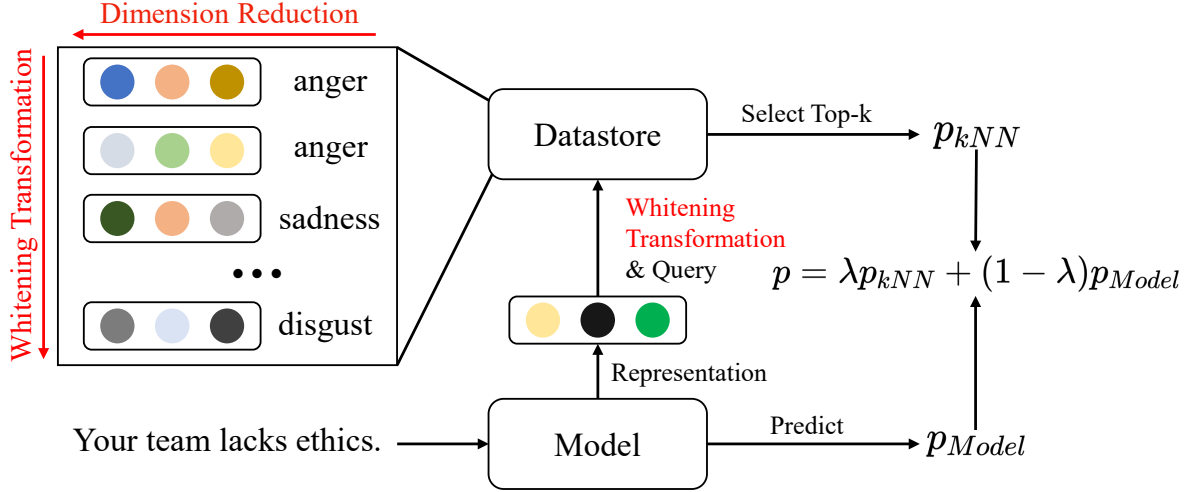 Dimension Reduction
Whitening Transformation
anger
anger
sadness
...
disgust
Datastore
Select Top-k
p_{kNN}
Whitening
Transformation
& Query
p = λp_{kNN} + (1 − λ)p_{Model}
Representation
Your team lacks ethics.
Model
Predict
p_{Model}